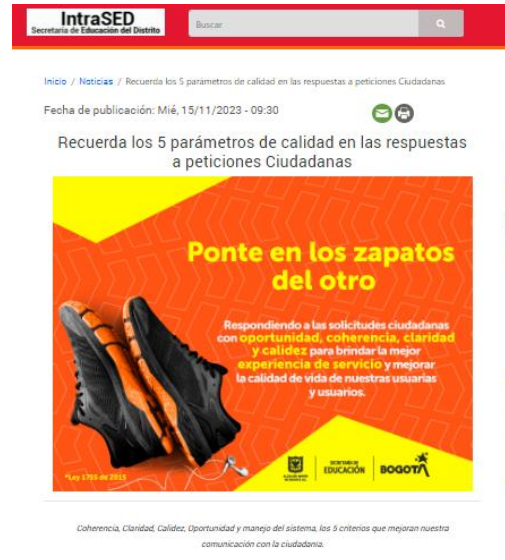 IntraSED
Secretaria de Educación del Distrito
Buscar
Inicio / Noticias / Recuerda los 5 parámetros de calidad en las respuestas a peticiones Ciudadanas
Fecha de publicación: Mié, 15/11/2023 - 09:30
Recuerda los 5 parámetros de calidad en las respuestas
a peticiones Ciudadanas
Ponte en los zapatos
del otro
Respondiendo a las solicitudes ciudadanas
con oportunidad, coherencia, claridad
y calidez para brindar la mejor
experiencia de servicio y mejorar
la calidad de vida de nuestras usuarias
y usuarios.
*Ley 1755 de 2015
SECRETARÍA DE
EDUCACIÓN
BOGOTÁ
Coherencia, Claridad, Calidez, Oportunidad y manejo del sistema, los 5 criterios que mejoran nuestra
comunicación con la ciudadania.